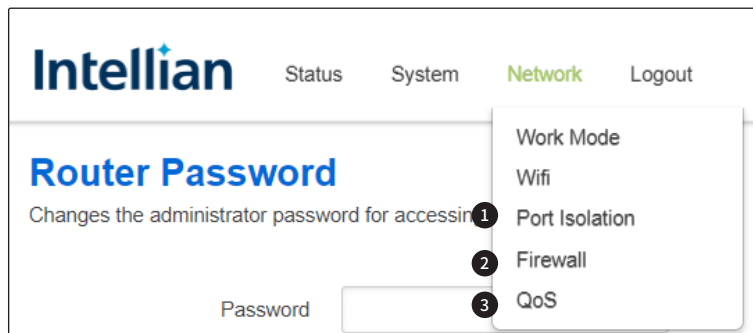 Intellian Status System Network Logout
Work Mode
Router Password
Wifi
Changes the administrator password for accessin
1 Port Isolation
2 Firewall
Password
3 QoS